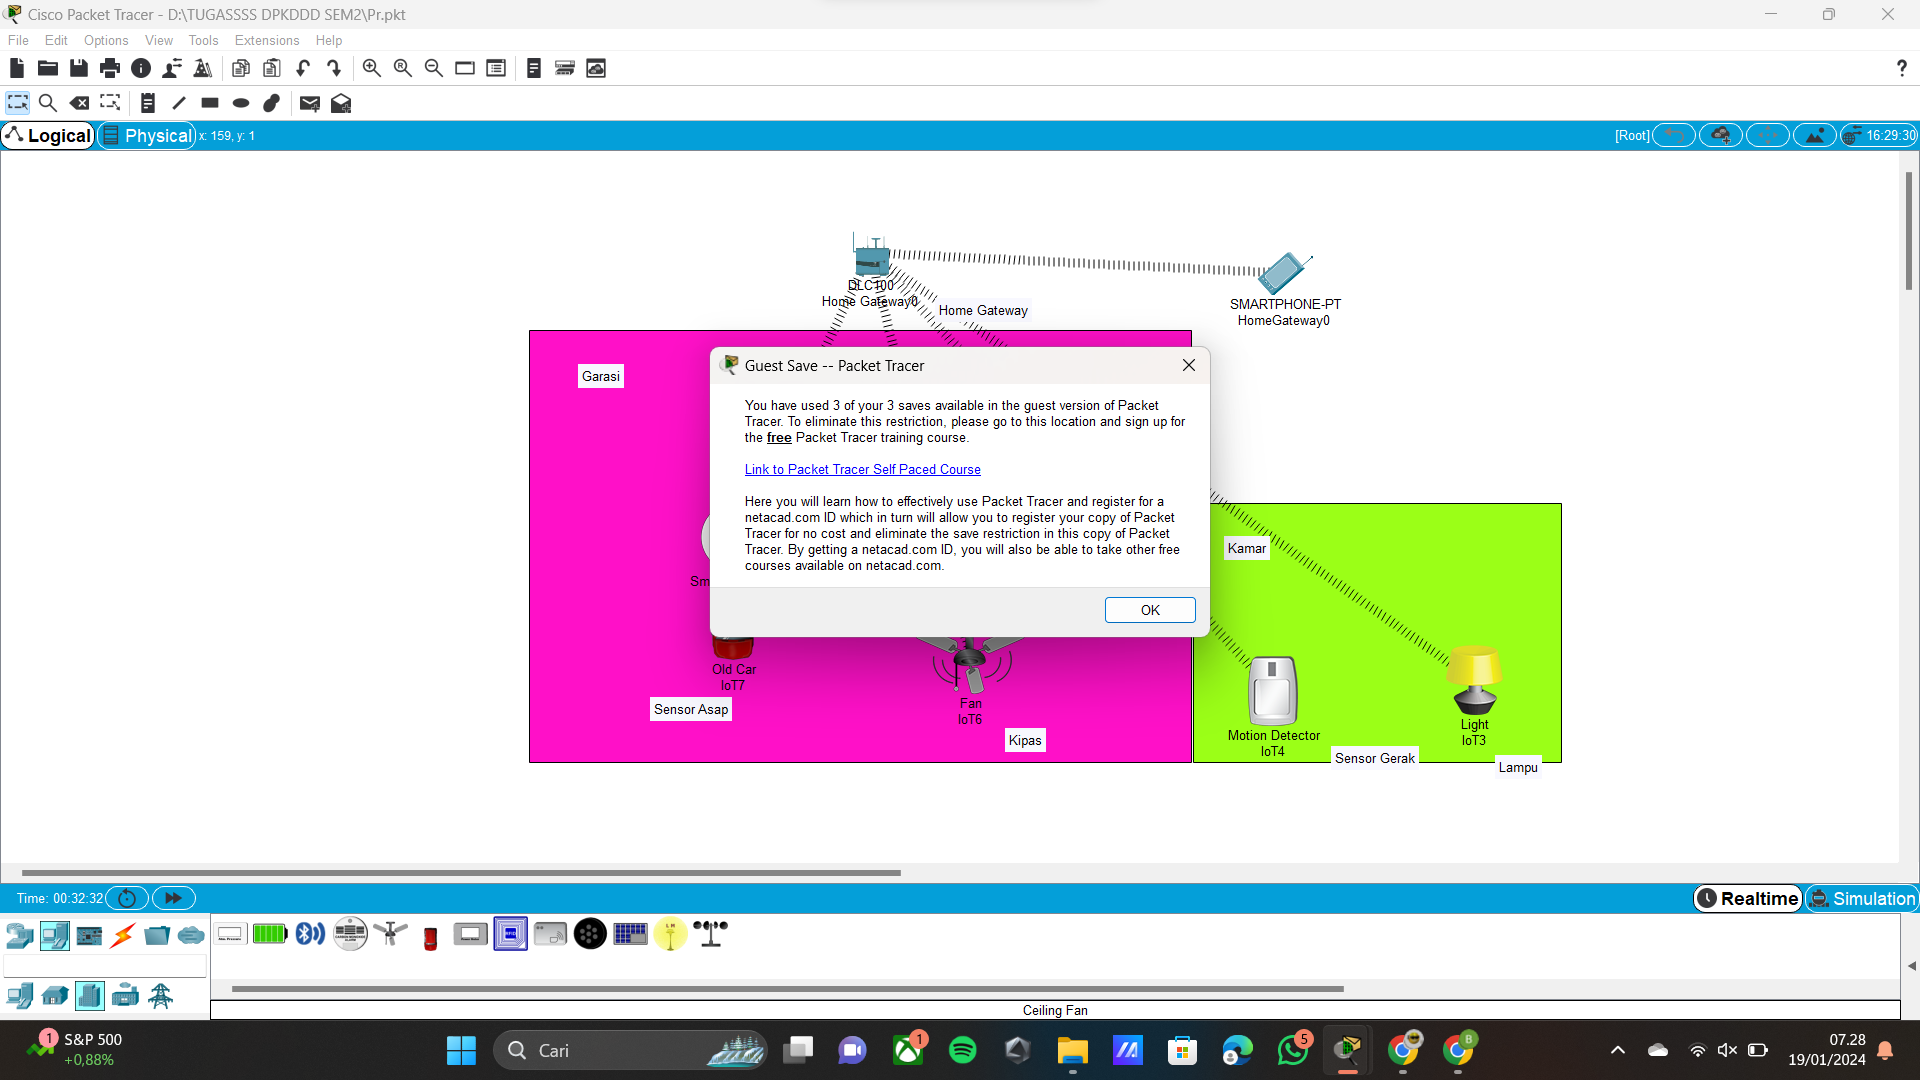 Cisco Packet Tracer - D:\TUGASSSS DPKDDD SEM2\Pr.pkt
File Edit Options View Tools Extensions Help
?
Logical Physical x: 159, y: 1 [Root] 16:29:30
DLC100
Home Gateway0
Home Gateway
SMARTPHONE-PT
HomeGateway0
Garasi
Guest Save -- Packet Tracer
You have used 3 of your 3 saves available in the guest version of Packet
Tracer. To eliminate this restriction, please go to this location and sign up for
the free Packet Tracer training course.
Link to Packet Tracer Self Paced Course
Here you will learn how to effectively use Packet Tracer and register for a
netacad.com ID which in turn will allow you to register your copy of Packet
Tracer for no cost and eliminate the save restriction in this copy of Packet
Tracer. By getting a netacad.com ID, you will also be able to take other free
courses available on netacad.com.
OK
Kamar
Sm
Old Car
IoT7
Sensor Asap
Fan
IoT6
Kipas
Motion Detector
IoT4
Sensor Gerak
Light
IoT3
Lampu
Time: 00:32:32 Realtime Simulation
Ceiling Fan
1
S&P 500
+0,88%
Cari
1
5
B
07.28
19/01/2024